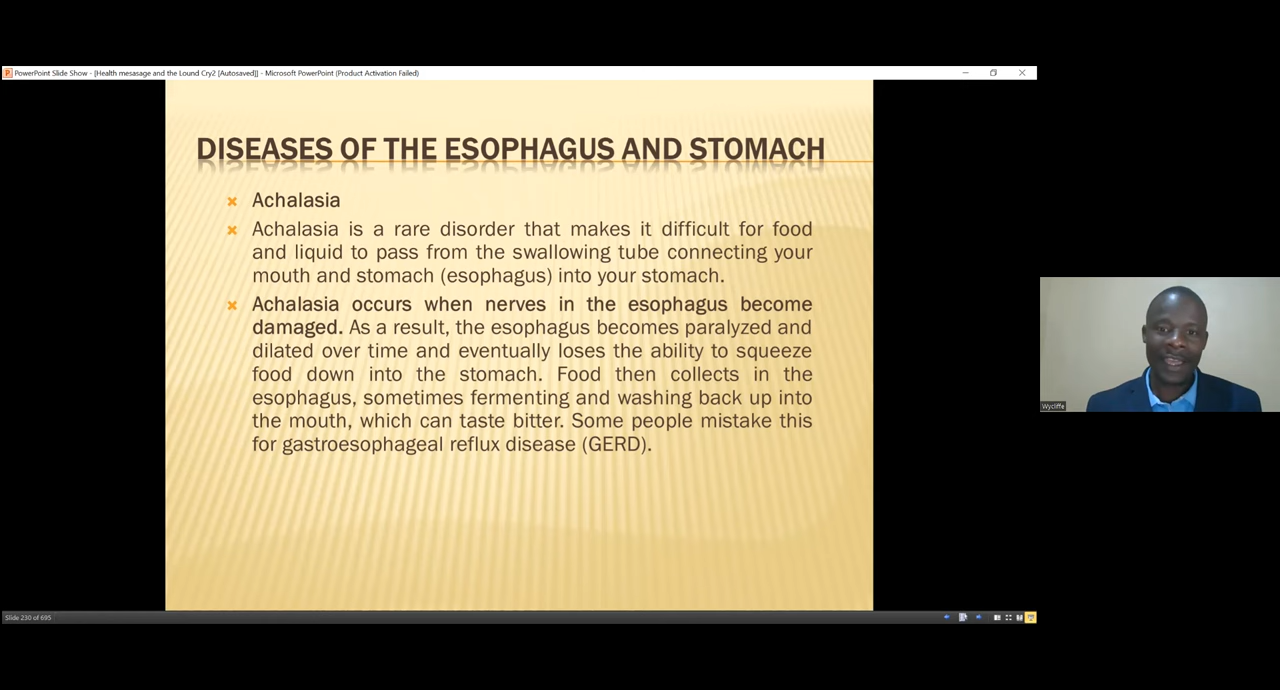 PowerPoint Slide Show - [Health mesasage and the Lound Cry2 [Autosaved]] - Microsoft PowerPoint (Product Activation Failed)
DISEASES OF THE ESOPHAGUS AND STOMACH
Achalasia
Achalasia is a rare disorder that makes it difficult for food
and liquid to pass from the swallowing tube connecting your
mouth and stomach (esophagus) into your stomach.
Achalasia occurs when nerves in the esophagus become
damaged. As a result, the esophagus becomes paralyzed and
dilated over time and eventually loses the ability to squeeze
food down into the stomach. Food then collects in the
esophagus, sometimes fermenting and washing back up into
the mouth, which can taste bitter. Some people mistake this
for gastroesophageal reflux disease (GERD).
Wycliffe
Slide 230 of 695